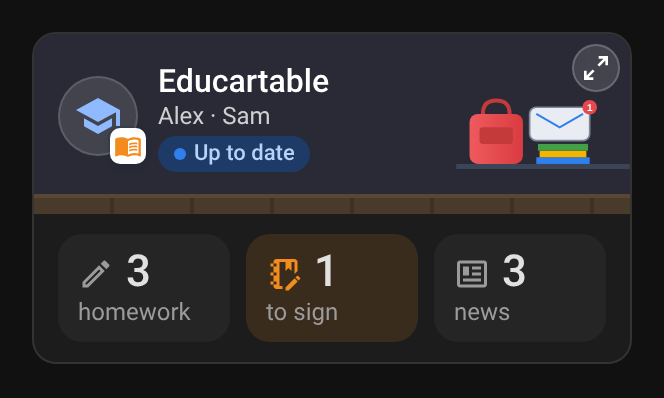 Educartable
Alex · Sam
Up to date
1
3
homework
1
to sign
3
news